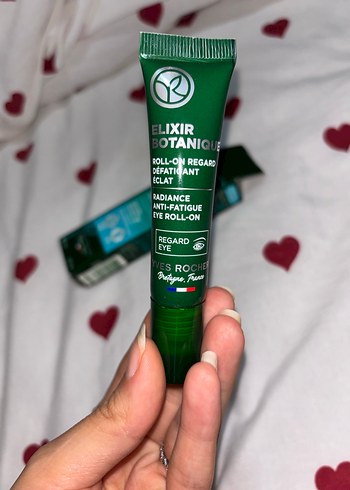 ELIXIR
BOTANIQUE
ROLL-ON REGARD
DÉFATIGANT
ÉCLAT
RADIANCE
ANTI-FATIGUE
EYE ROLL-ON
REGARD
EYE
YVES ROCHER
Bretagne, France